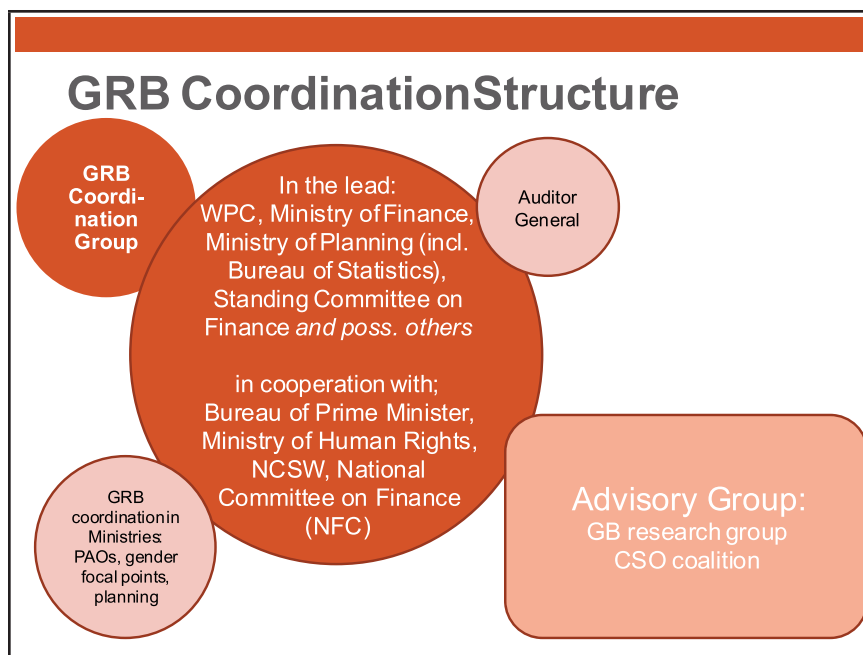 GRB CoordinationStructure
GRB
Coordi-
nation
Group
In the lead:
WPC, Ministry of Finance,
Ministry of Planning (incl.
Bureau of Statistics),
Standing Committee on
Finance and poss. others
in cooperation with;
Bureau of Prime Minister,
Ministry of Human Rights,
NCSW, National
Committee on Finance
(NFC)
Auditor
General
GRB
coordination in
Ministries:
PAOs, gender
focal points,
planning
Advisory Group:
GB research group
CSO coalition